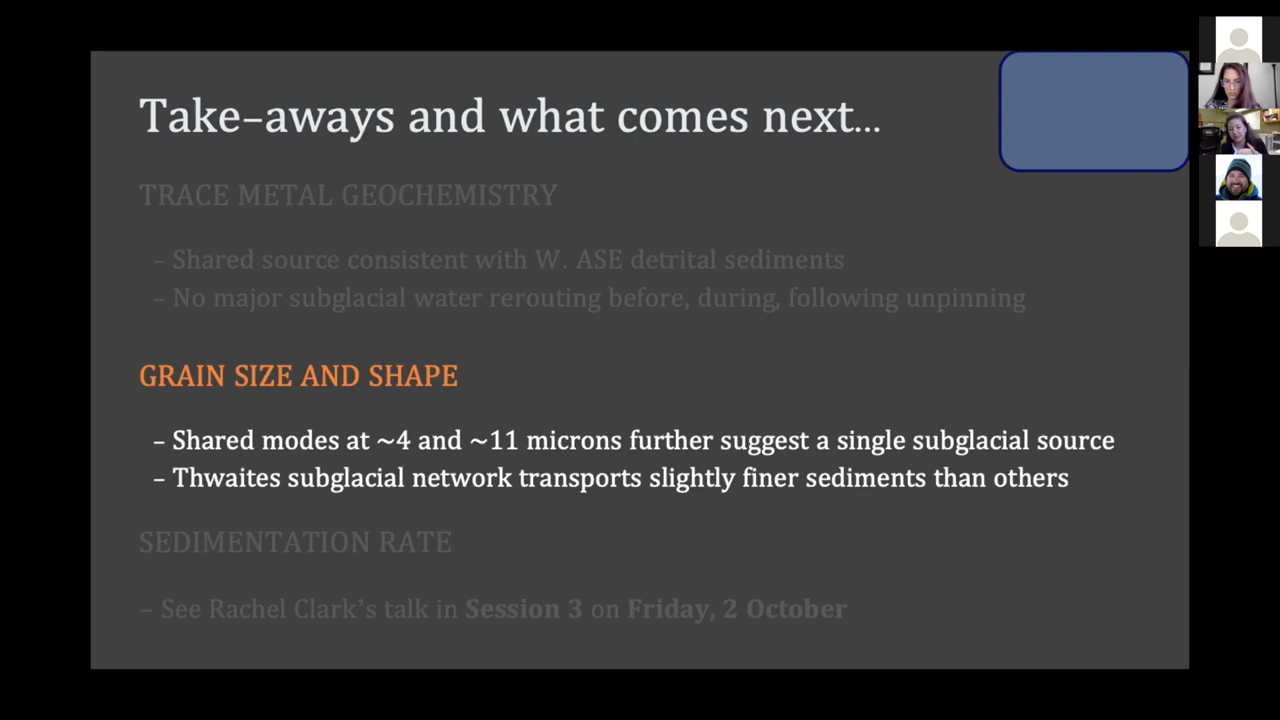 Take–aways and what comes next...
TRACE METAL GEOCHEMISTRY
– Shared source consistent with W. ASE detrital sediments
– No major subglacial water rerouting before, during, following unpinning
GRAIN SIZE AND SHAPE
– Shared modes at ~4 and ~11 microns further suggest a single subglacial source
– Thwaites subglacial network transports slightly finer sediments than others
SEDIMENTATION RATE
– See Rachel Clark's talk in Session 3 on Friday, 2 October